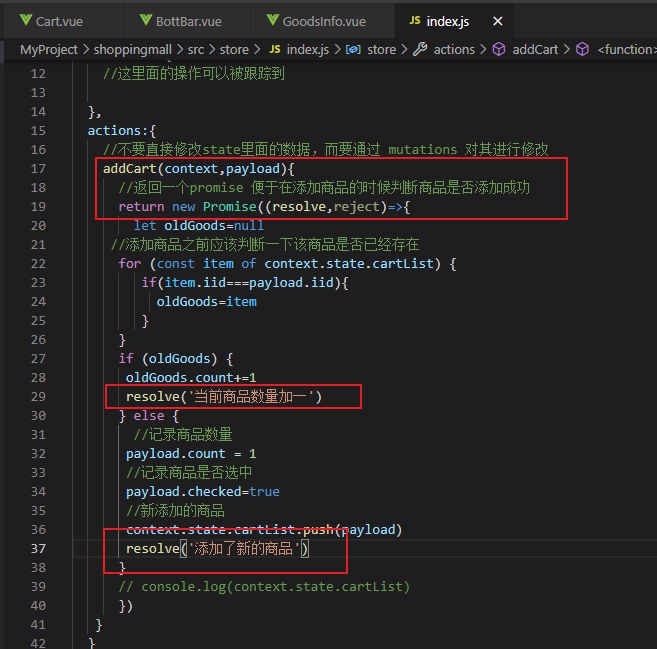 Cart.vue BottBar.vue GoodsInfo.vue JS index.js ×
MyProject > shoppingmall > src > store > JS index.js > store > actions > addCart > <function>
12 //这里面的操作可以被跟踪到
13
14 },
15 actions:{
16 //不要直接修改state里面的数据，而要通过 mutations 对其进行修改
17 addCart(context,payload){
18 //返回一个promise 便于在添加商品的时候判断商品是否添加成功
19 return new Promise((resolve,reject)=>{
20 let oldGoods=null
21 //添加商品之前应该判断一下该商品是否已经存在
22 for (const item of context.state.cartList) {
23 if(item.iid===payload.iid){
24 oldGoods=item
25 }
26 }
27 if (oldGoods) {
28 oldGoods.count+=1
29 resolve('当前商品数量加一')
30 } else {
31 //记录商品数量
32 payload.count = 1
33 //记录商品是否选中
34 payload.checked=true
35 //新添加的商品
36 context.state.cartList.push(payload)
37 resolve('添加了新的商品')
38 }
39 // console.log(context.state.cartList)
40 })
41 }
42 }